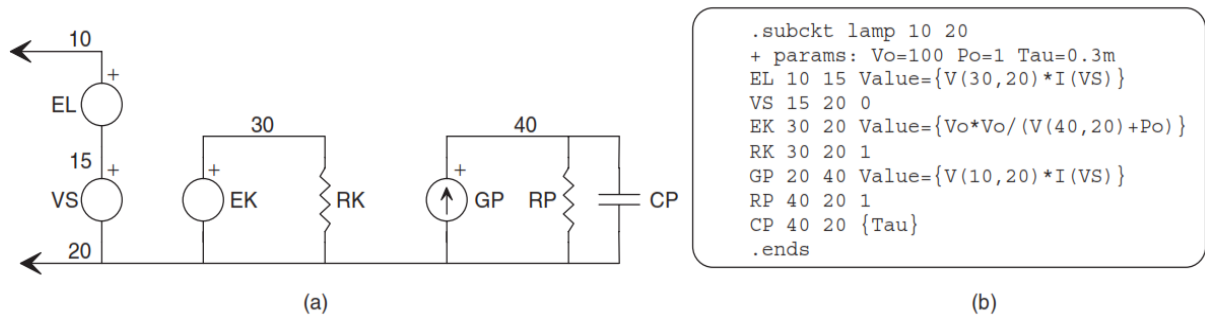 10
+
EL
15
+
VS
20
30
+
EK
RK
40
+
GP
RP
CP
(a)
.subckt lamp 10 20
+ params: Vo=100 Po=1 Tau=0.3m
EL 10 15 Value={V(30,20)*I(VS)}
VS 15 20 0
EK 30 20 Value={Vo*Vo/(V(40,20)+Po)}
RK 30 20 1
GP 20 40 Value={V(10,20)*I(VS)}
RP 40 20 1
CP 40 20 {Tau}
.ends
(b)